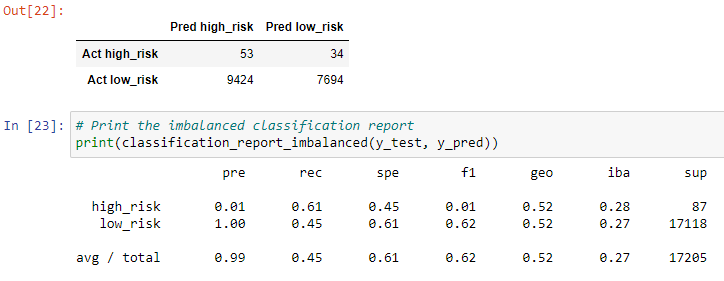 Out[22]:
Pred high_risk Pred low_risk
Act high_risk 53 34
Act low_risk 9424 7694
In [23]: # Print the imbalanced classification report
print(classification_report_imbalanced(y_test, y_pred))
pre rec spe f1 geo iba sup
high_risk 0.01 0.61 0.45 0.01 0.52 0.28 87
low_risk 1.00 0.45 0.61 0.62 0.52 0.27 17118
avg / total 0.99 0.45 0.61 0.62 0.52 0.27 17205